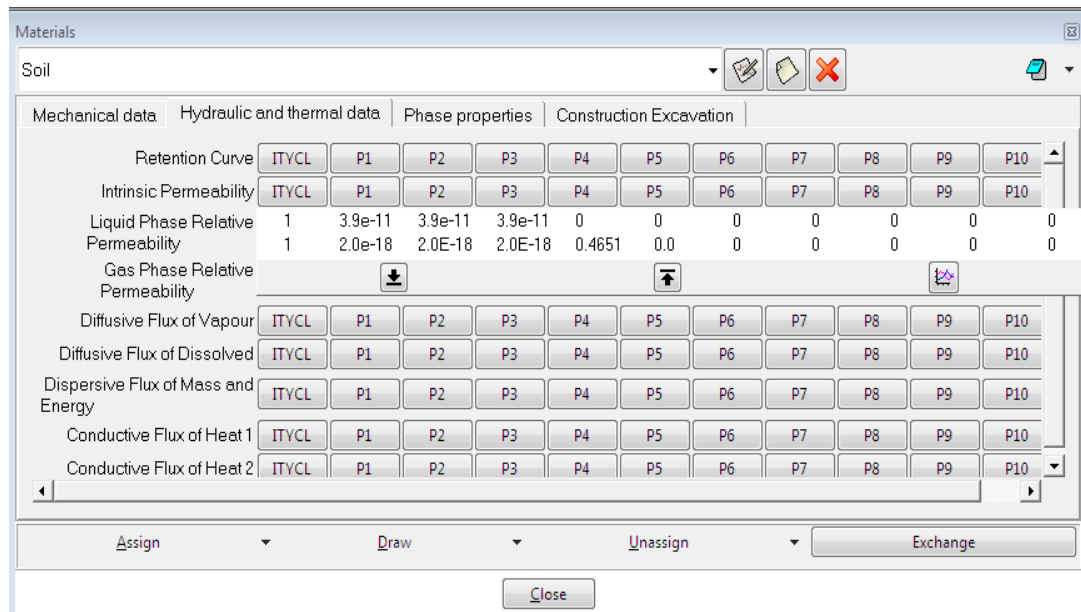 Materials
Soil
Mechanical data Hydraulic and thermal data Phase properties Construction Excavation
Retention Curve ITYCL P1 P2 P3 P4 P5 P6 P7 P8 P9 P10
Intrinsic Permeability ITYCL P1 P2 P3 P4 P5 P6 P7 P8 P9 P10
Liquid Phase Relative 1 3.9e-11 3.9e-11 3.9e-11 0 0 0 0 0 0 0
Permeability 1 2.0e-18 2.0E-18 2.0E-18 0.4651 0.0 0 0 0 0 0
Gas Phase Relative
Permeability
Diffusive Flux of Vapour ITYCL P1 P2 P3 P4 P5 P6 P7 P8 P9 P10
Diffusive Flux of Dissolved ITYCL P1 P2 P3 P4 P5 P6 P7 P8 P9 P10
Dispersive Flux of Mass and
Energy ITYCL P1 P2 P3 P4 P5 P6 P7 P8 P9 P10
Conductive Flux of Heat 1 ITYCL P1 P2 P3 P4 P5 P6 P7 P8 P9 P10
Conductive Flux of Heat 2 ITYCL P1 P2 P3 P4 P5 P6 P7 P8 P9 P10
Assign Draw Unassign Exchange
Close